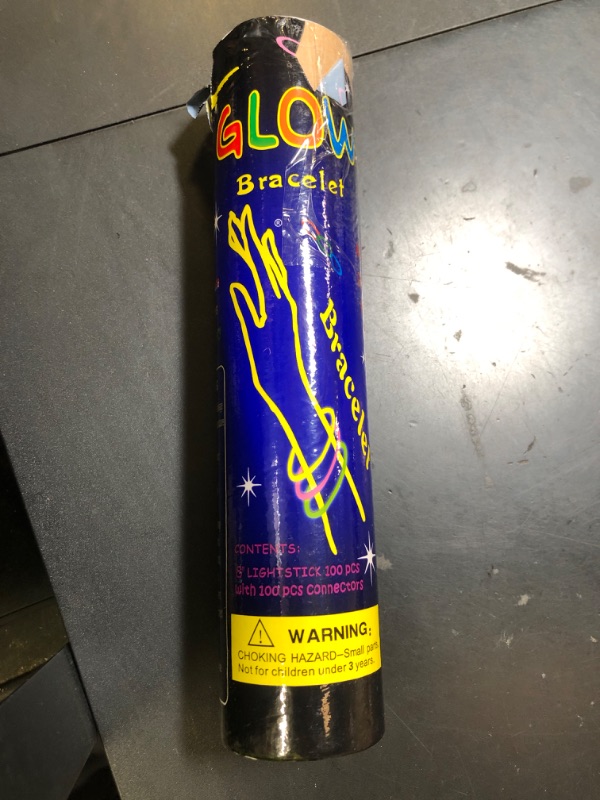 GLOW
Bracelet
®
Bracelet
CONTENTS:
8" LIGHTSTICK 100 pcs
with 100 pcs connectors
WARNING:
CHOKING HAZARD—Small parts
Not for children under 3 years.